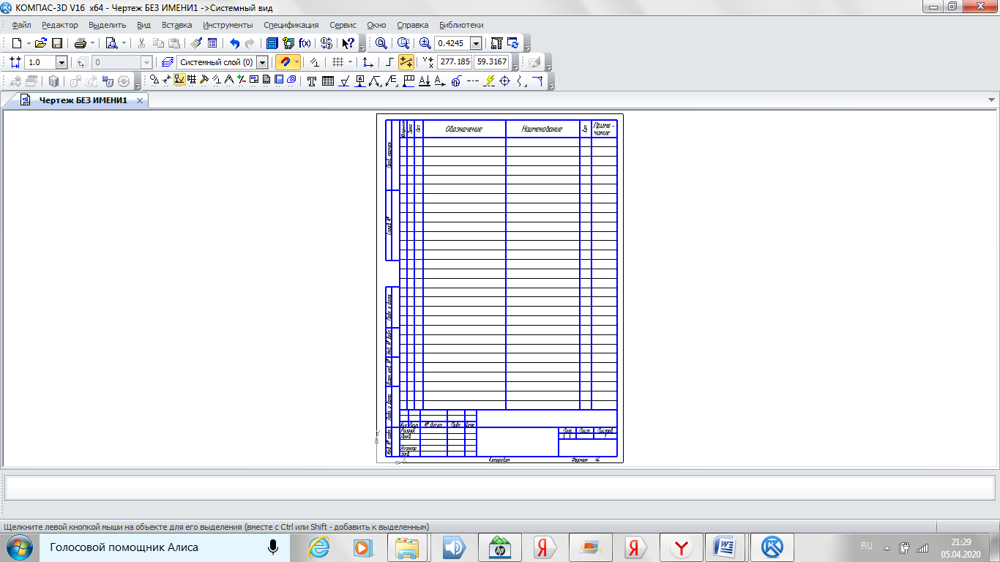 КОМПАС-3D V16 x64 - Чертеж БЕЗ ИМЕНИ1 ->Системный вид
Файл Редактор Выделить Вид Вставка Инструменты Спецификация Сервис Окно Справка Библиотеки
0.4245
1.0 0 Системный слой (0) 277.185 59.3167
Чертеж БЕЗ ИМЕНИ1
Зона Поз Обозначение Наименование Кол Приме-
чание
Перв. примен.
Справ. №
Подп. и дата
Инв. № дубл.
Взам. инв. №
Подп. и дата
Инв. № подл.
№ докум. Подп. Дата
Разраб. Лит. Лист Листов
Пров. 1
Н.контр.
Утв.
Копировал Формат A4
Щелкните левой кнопкой мыши на объекте для его выделения (вместе с Ctrl или Shift - добавить к выделенным)
Голосовой помощник Алиса
RU
21:29
05.04.2020